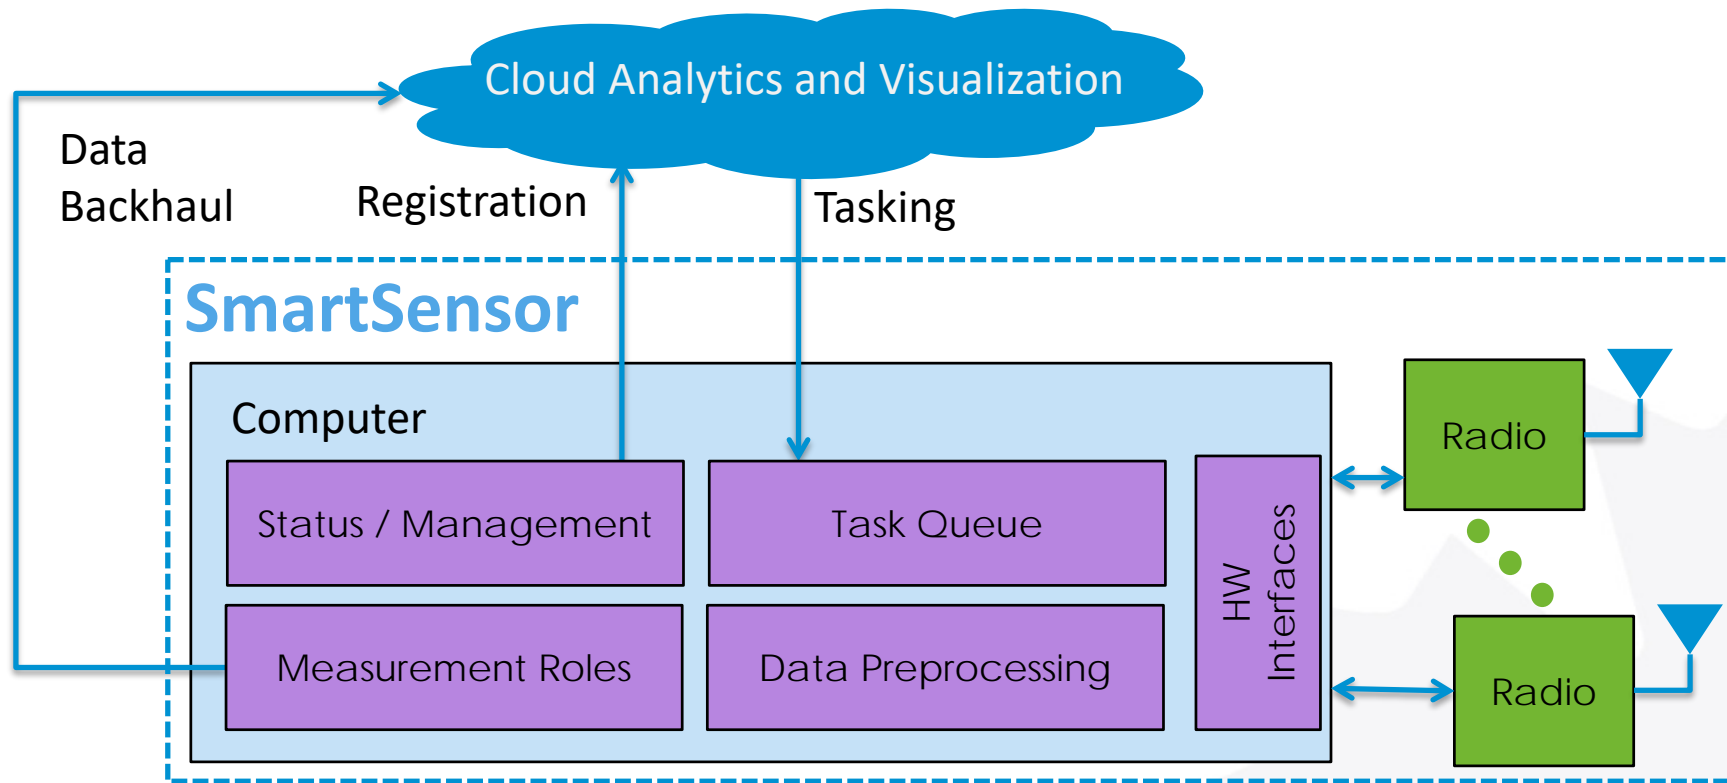 Cloud Analytics and Visualization
Data
Backhaul
Registration
Tasking
SmartSensor
Computer
Status / Management
Task Queue
Measurement Roles
Data Preprocessing
HW
Interfaces
Radio
Radio